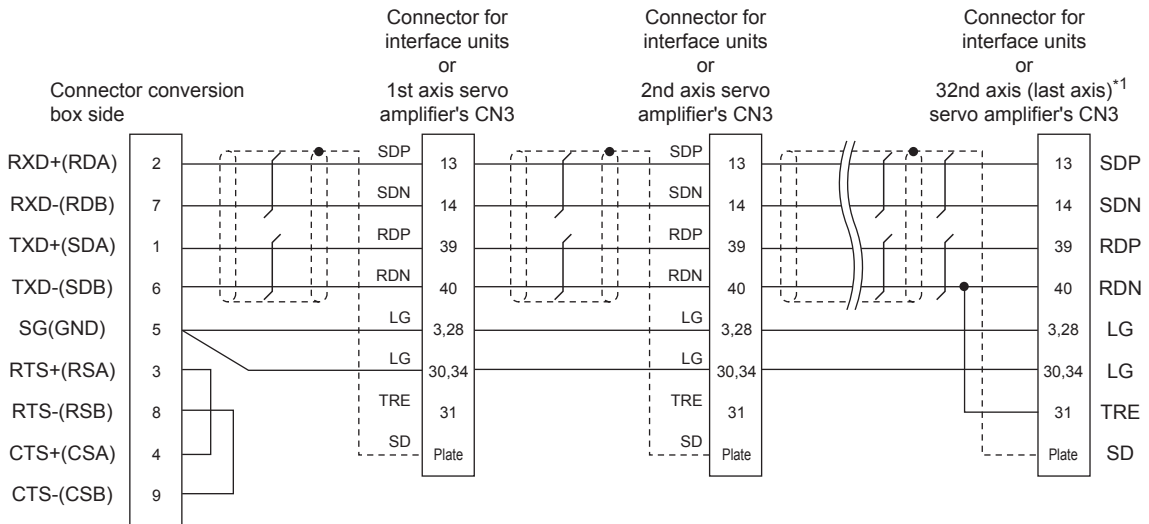 Connector for
interface units
or
1st axis servo
amplifier's CN3
Connector for
interface units
or
2nd axis servo
amplifier's CN3
Connector for
interface units
or
32nd axis (last axis)*1
servo amplifier's CN3
Connector conversion
box side
RXD+(RDA) 2 SDP 13 SDP 13 13 SDP
RXD-(RDB) 7 SDN 14 SDN 14 14 SDN
TXD+(SDA) 1 RDP 39 RDP 39 39 RDP
TXD-(SDB) 6 RDN 40 RDN 40 40 RDN
SG(GND) 5 LG 3,28 LG 3,28 3,28 LG
RTS+(RSA) 3 LG 30,34 LG 30,34 30,34 LG
RTS-(RSB) 8 TRE 31 TRE 31 31 TRE
CTS+(CSA) 4 SD Plate SD Plate Plate SD
CTS-(CSB) 9